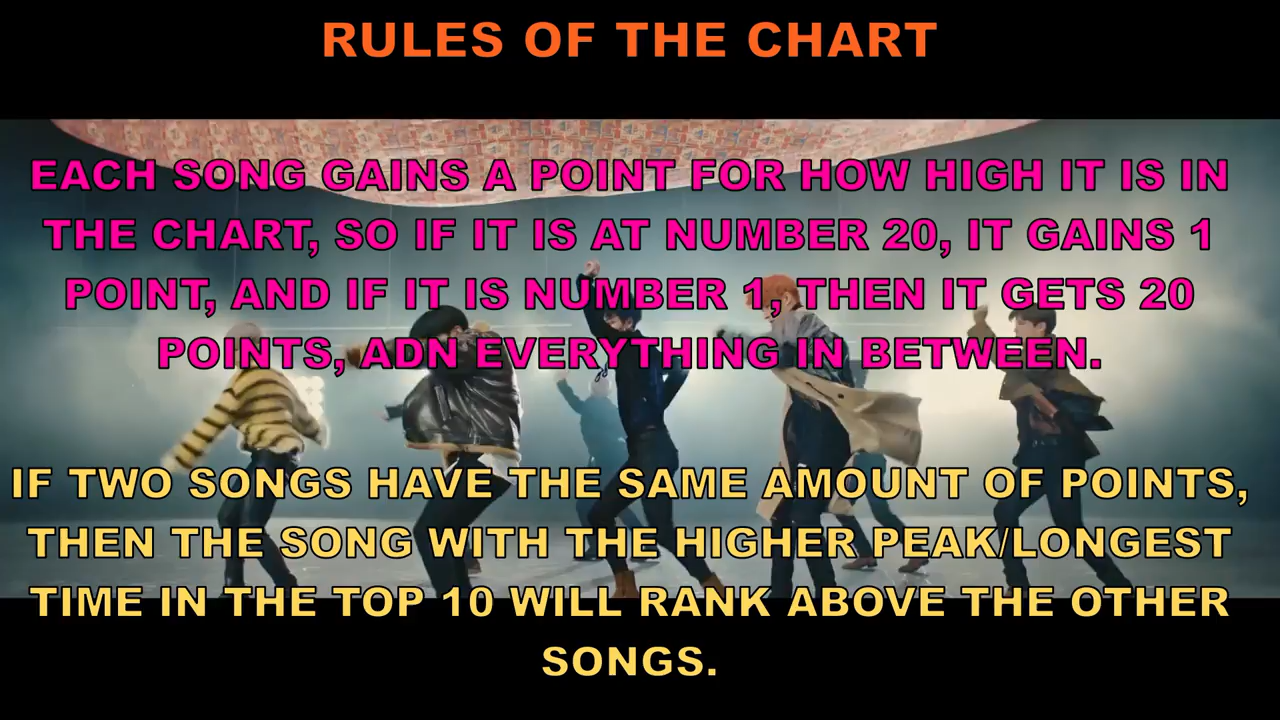 RULES OF THE CHART
EACH SONG GAINS A POINT FOR HOW HIGH IT IS IN
THE CHART, SO IF IT IS AT NUMBER 20, IT GAINS 1
POINT, AND IF IT IS NUMBER 1, THEN IT GETS 20
POINTS, ADN EVERYTHING IN BETWEEN.
IF TWO SONGS HAVE THE SAME AMOUNT OF POINTS,
THEN THE SONG WITH THE HIGHER PEAK/LONGEST
TIME IN THE TOP 10 WILL RANK ABOVE THE OTHER
SONGS.